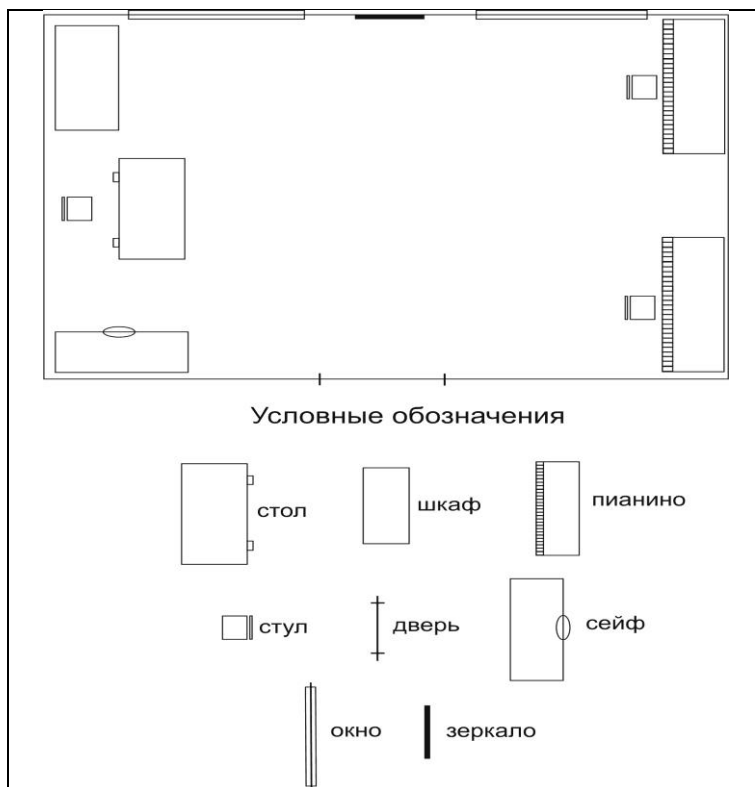 Условные обозначения
стол
шкаф
пианино
стул
дверь
сейф
окно
зеркало